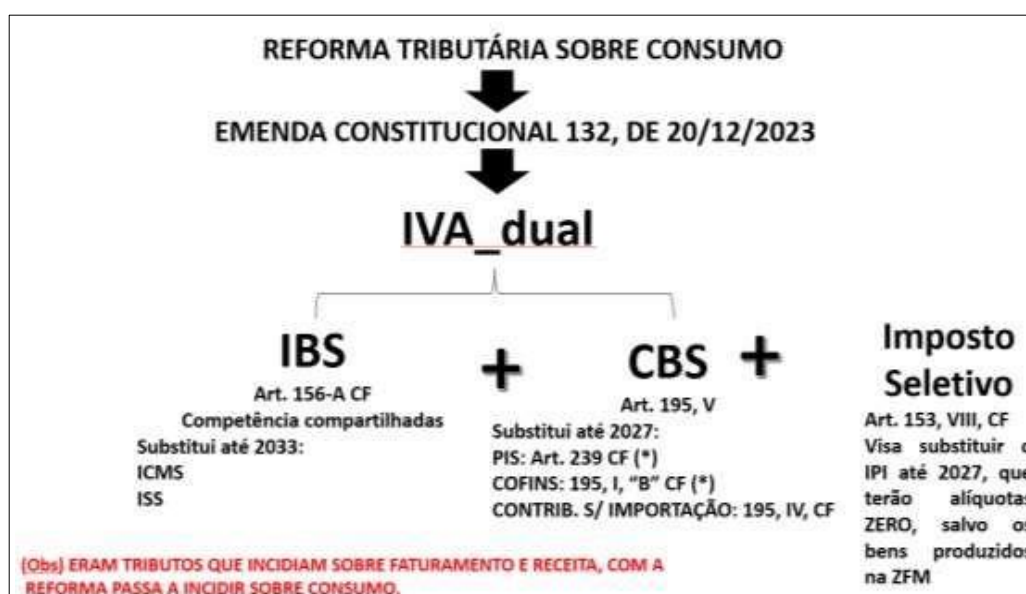 REFORMA TRIBUTÁRIA SOBRE CONSUMO
EMENDA CONSTITUCIONAL 132, DE 20/12/2023
IVA_dual
IBS
Art. 156-A CF
Competência compartilhadas
Substitui até 2033:
ICMS
ISS
+
CBS
Art. 195, V
Substitui até 2027:
PIS: Art. 239 CF (*)
COFINS: 195, I, “B” CF (*)
CONTRIB. S/ IMPORTAÇÃO: 195, IV, CF
+
Imposto
Seletivo
Art. 153, VIII, CF
Visa substituir
IPI até 2027, que
terão alíquotas
ZERO, salvo os
bens produzidos
na ZFM
(Obs) ERAM TRIBUTOS QUE INCIDIAM SOBRE FATURAMENTO E RECEITA, COM A
REFORMA PASSA A INCIDIR SOBRE CONSUMO.